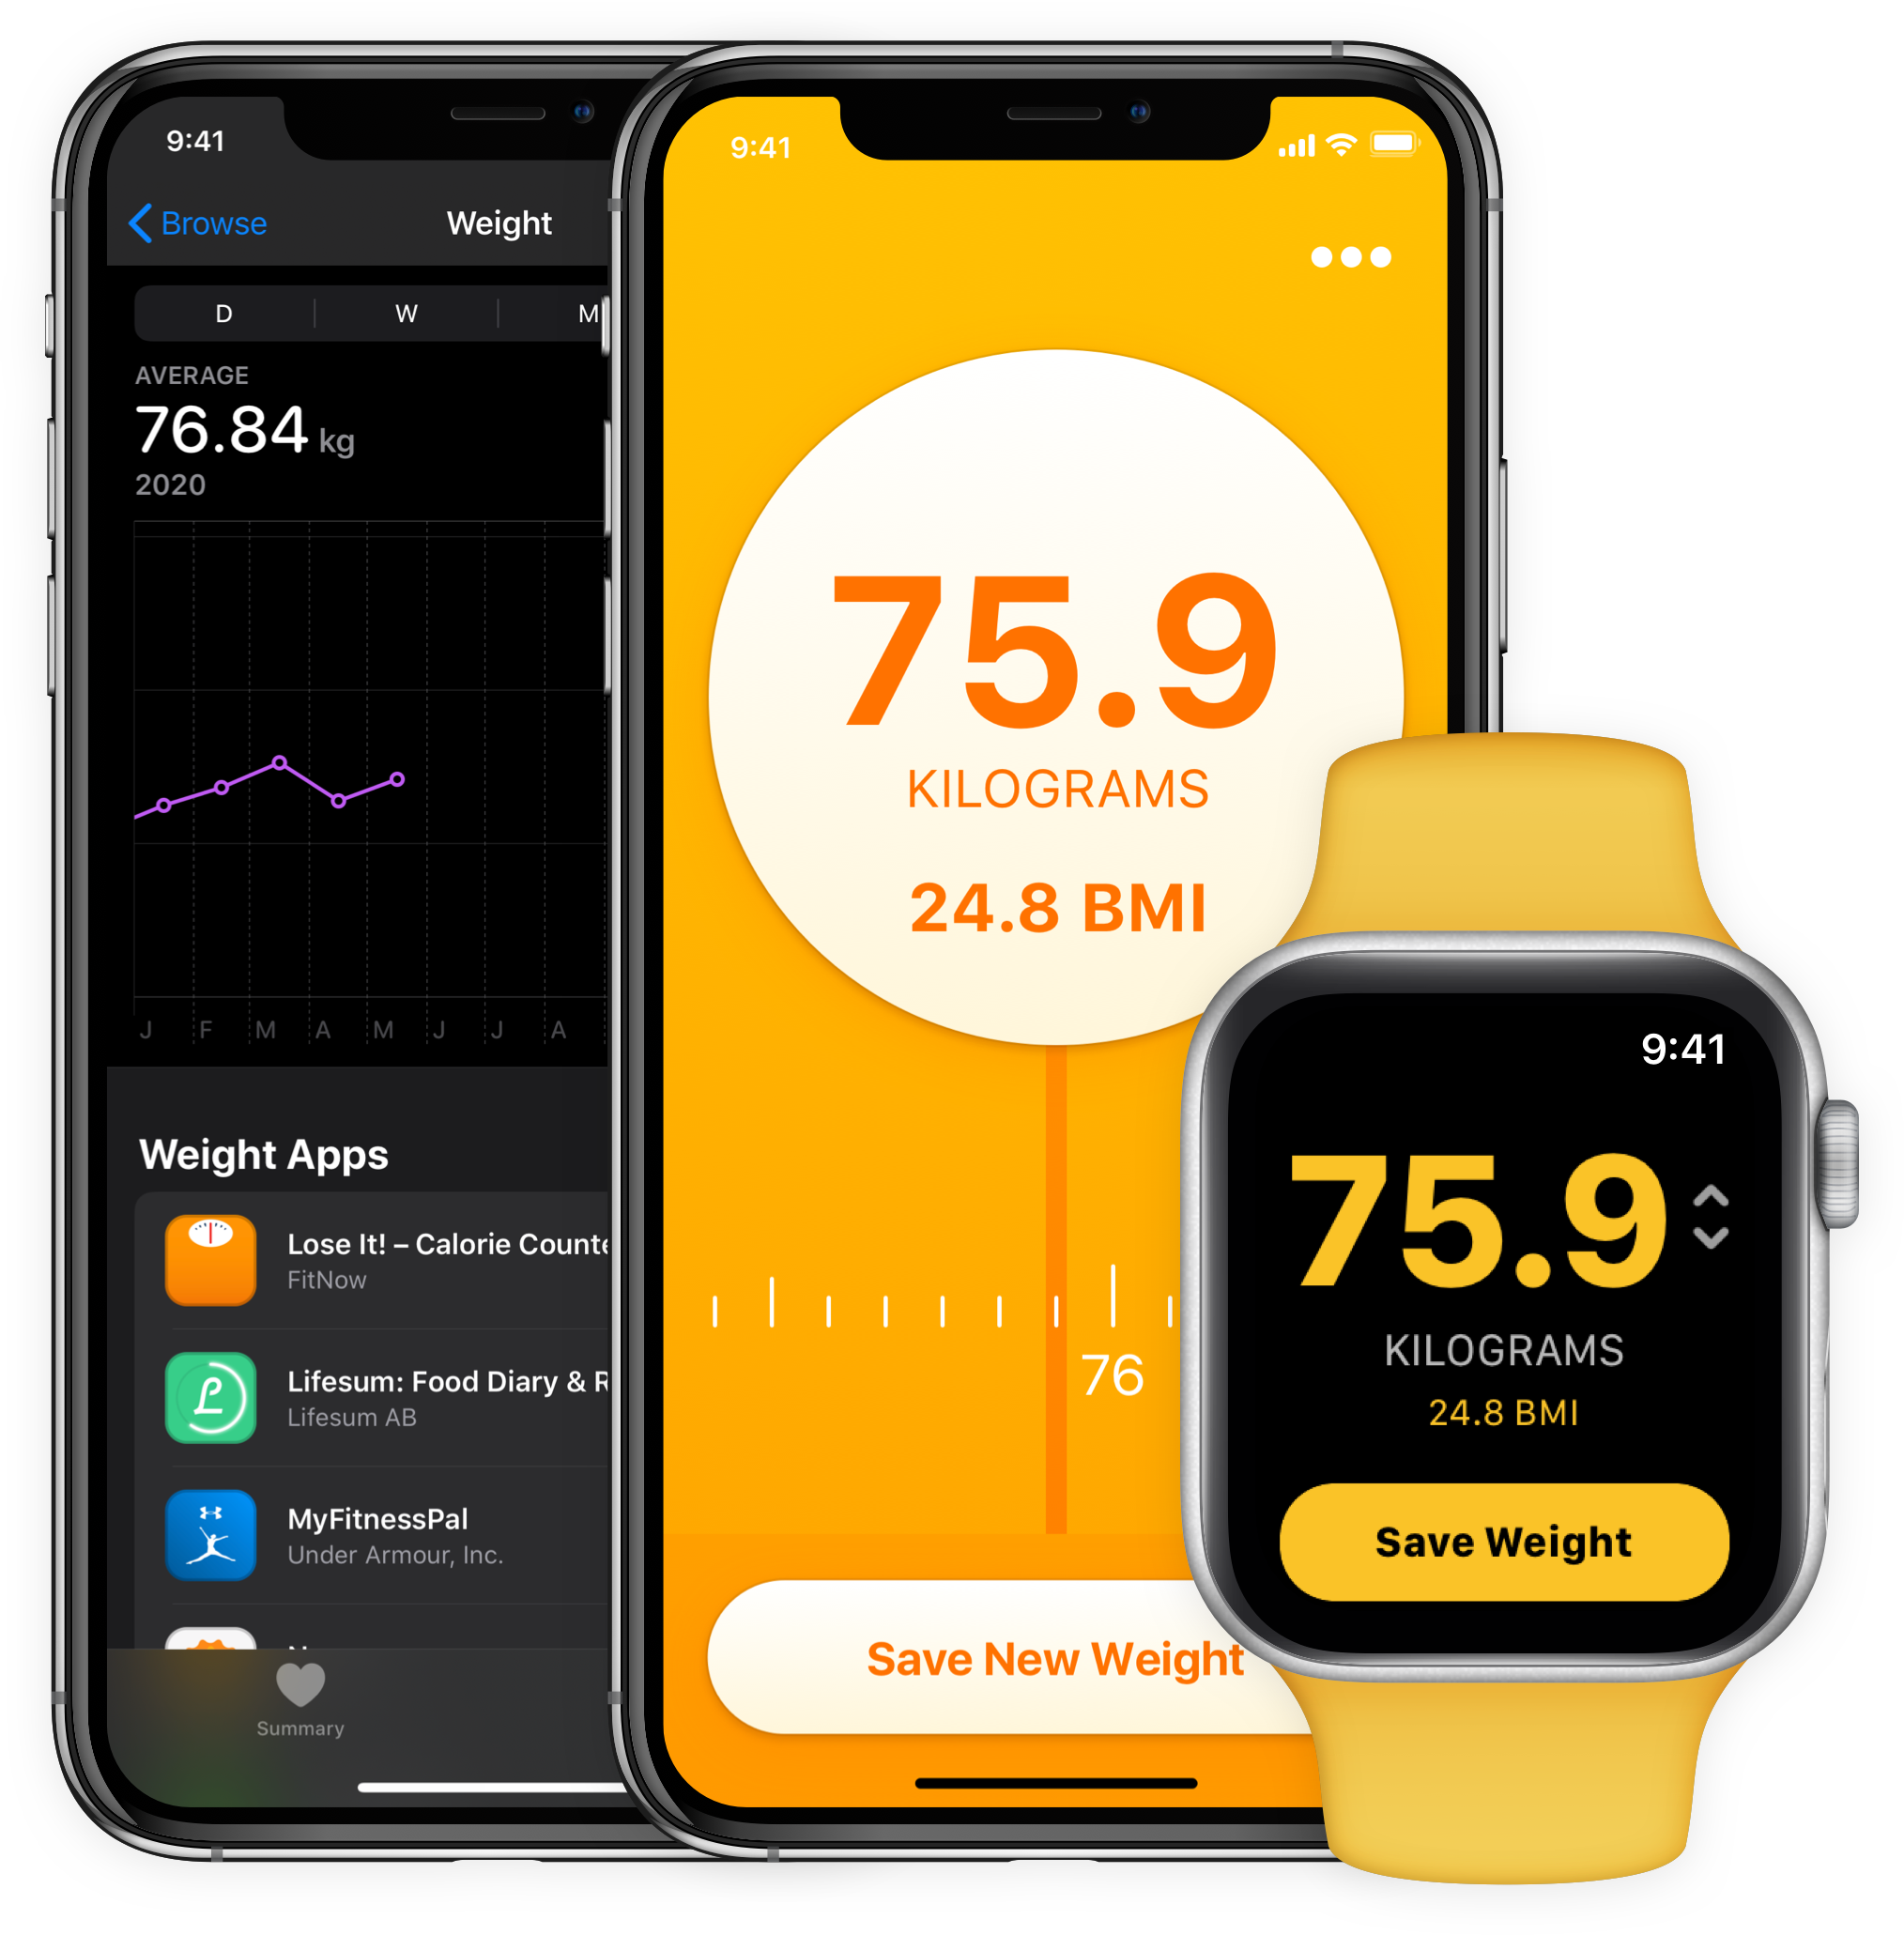 9:41
Browse
Weight
D W M
AVERAGE
76.84 kg
2020
J F M A M J J A
Weight Apps
Lose It! – Calorie
FitNow
Lifesum: Food Diary &
Lifesum AB
MyFitnessPal
Under Armour, Inc.
Summary
9:41
75.9
KILOGRAMS
24.8 BMI
76
Save New Weight
9:41
75.9
KILOGRAMS
24.8 BMI
Save Weight